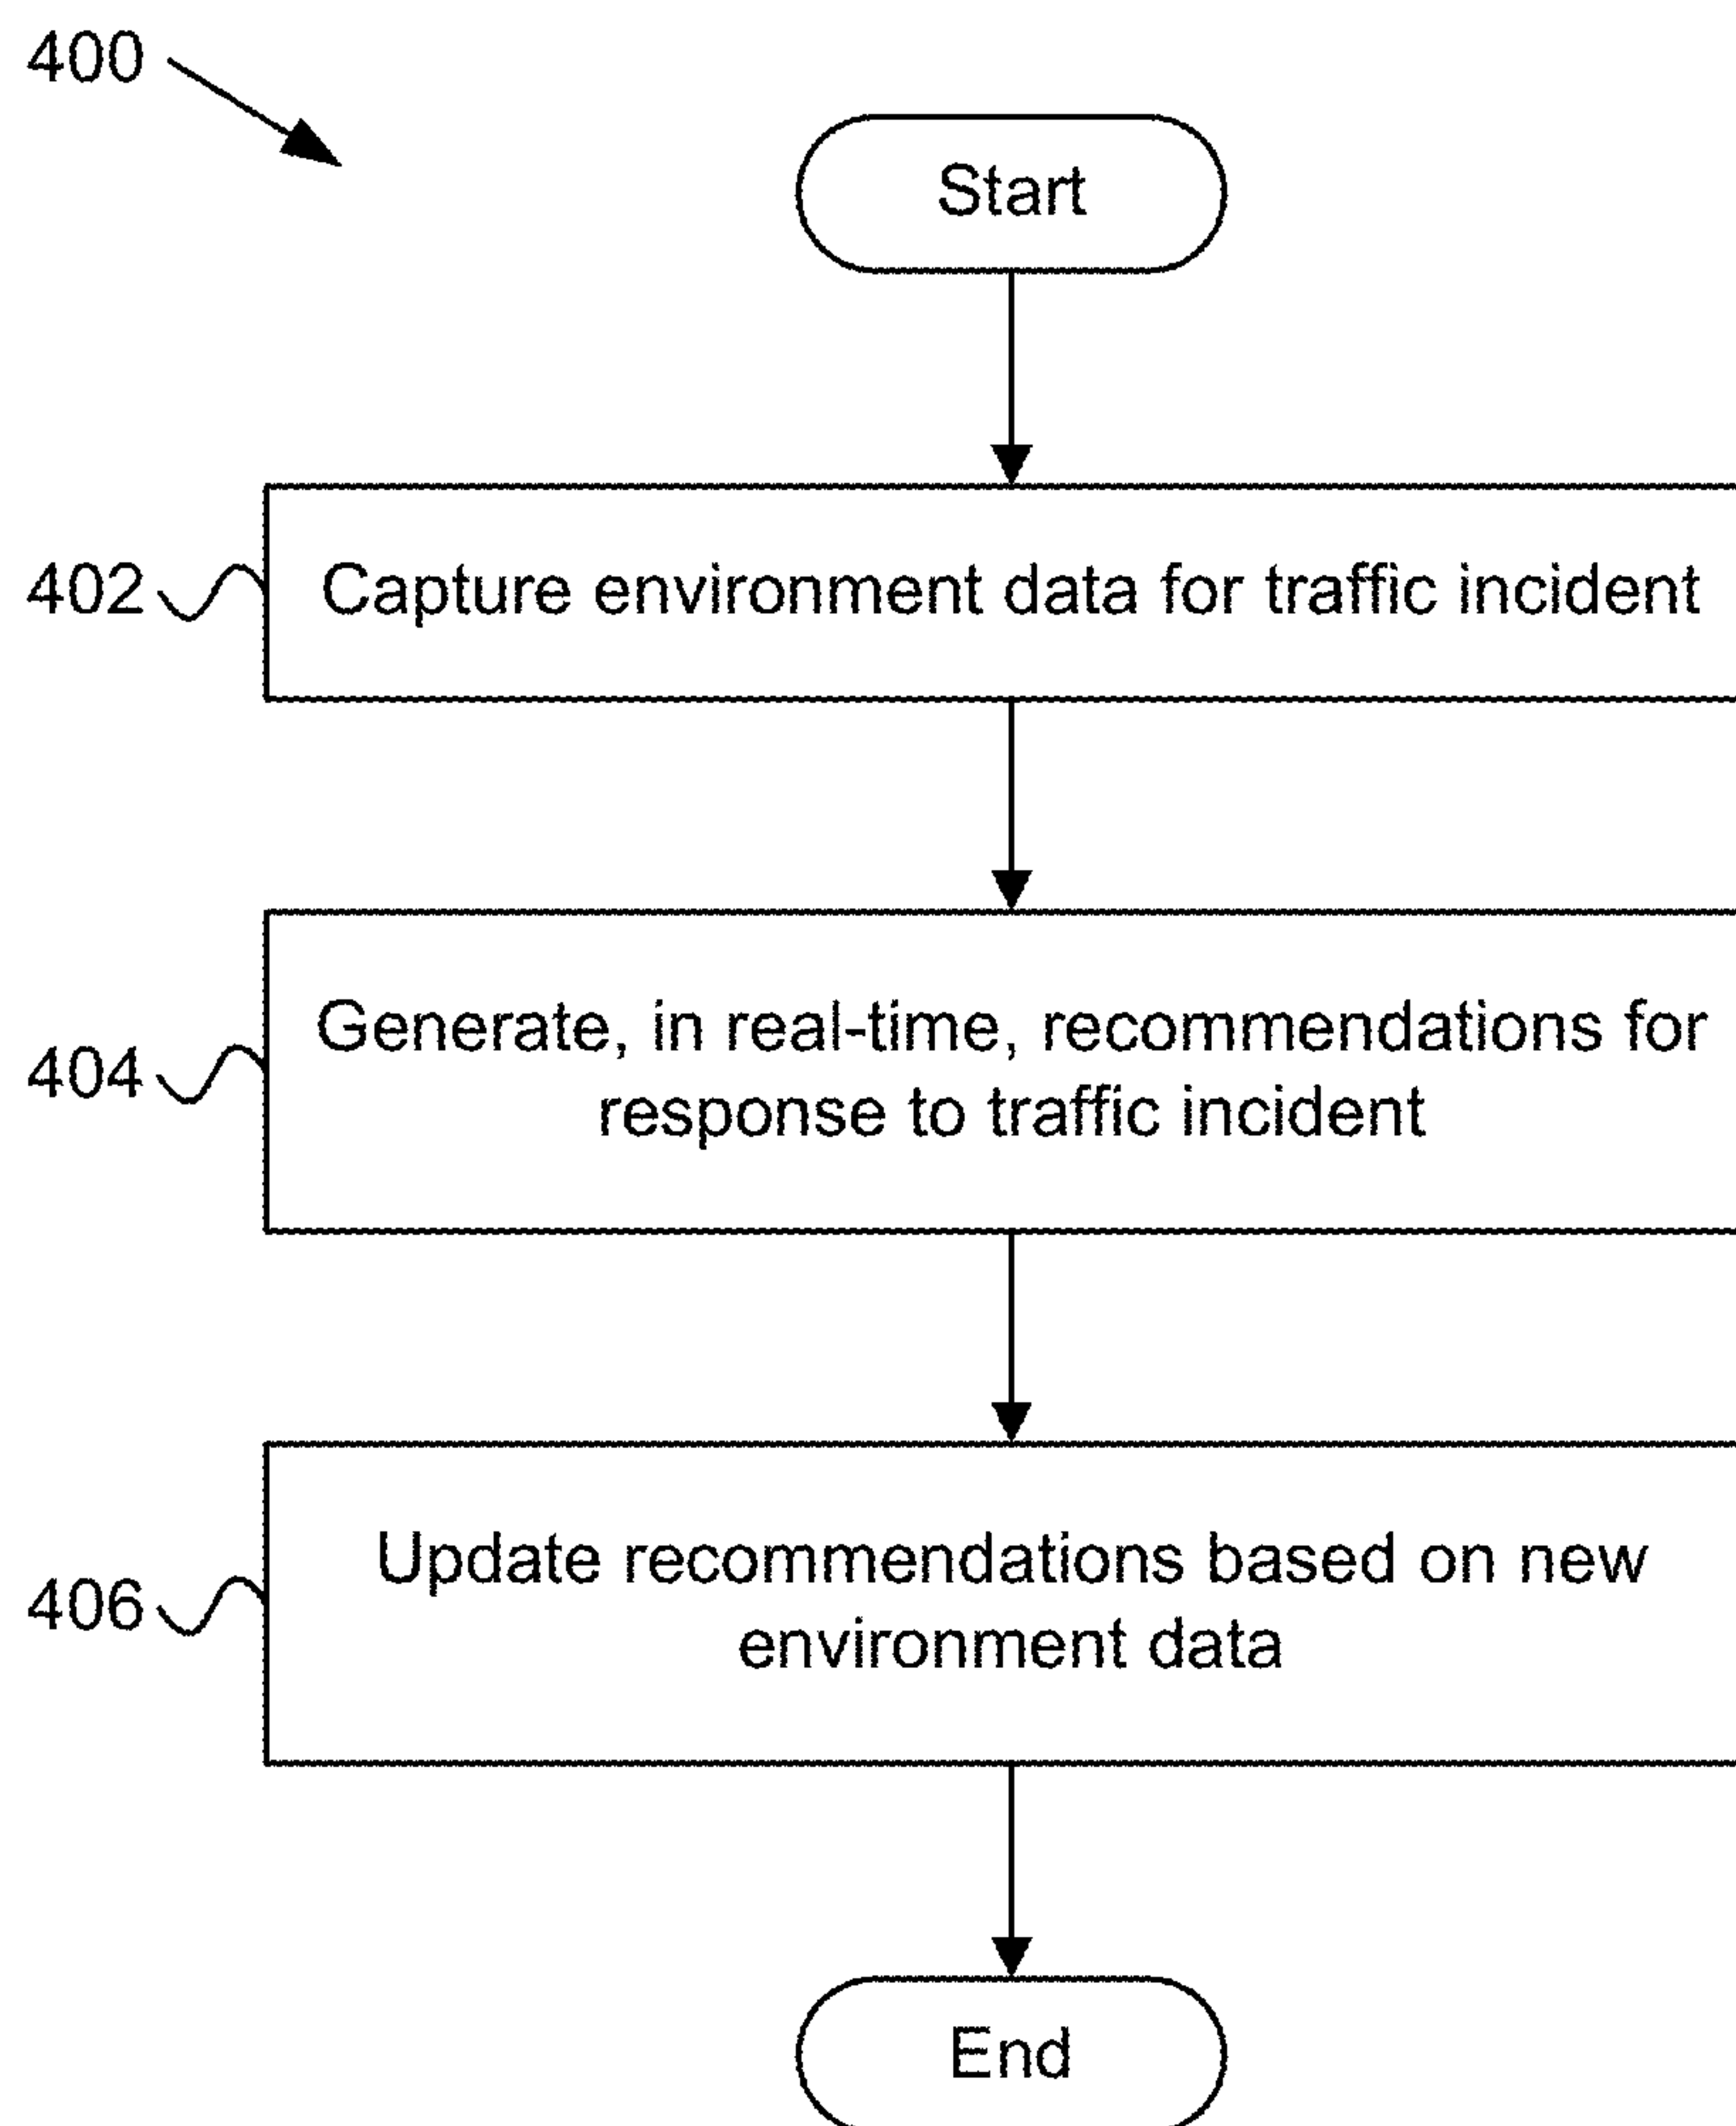 400
Start
402
Capture environment data for traffic incident
404
Generate, in real-time, recommendations for
response to traffic incident
406
Update recommendations based on new
environment data
End